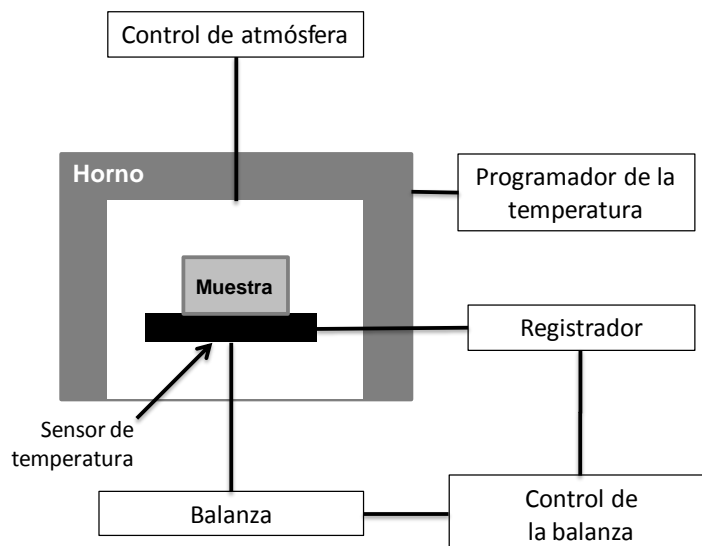 Control de atmósfera
Horno
Programador de la
temperatura
Muestra
Registrador
Sensor de
temperatura
Balanza
Control de
la balanza